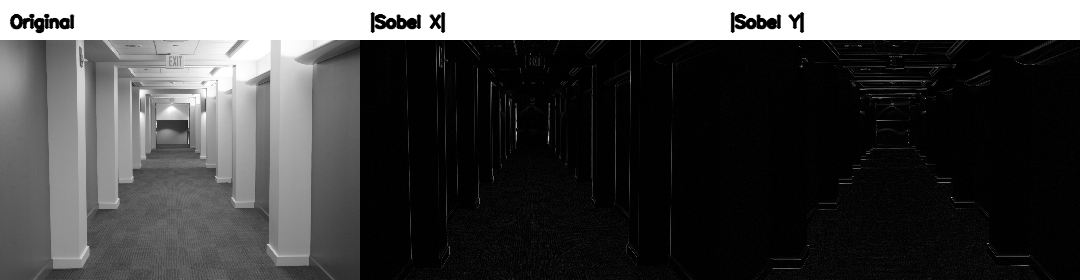 Original
|Sobel X|
|Sobel Y|
EXIT